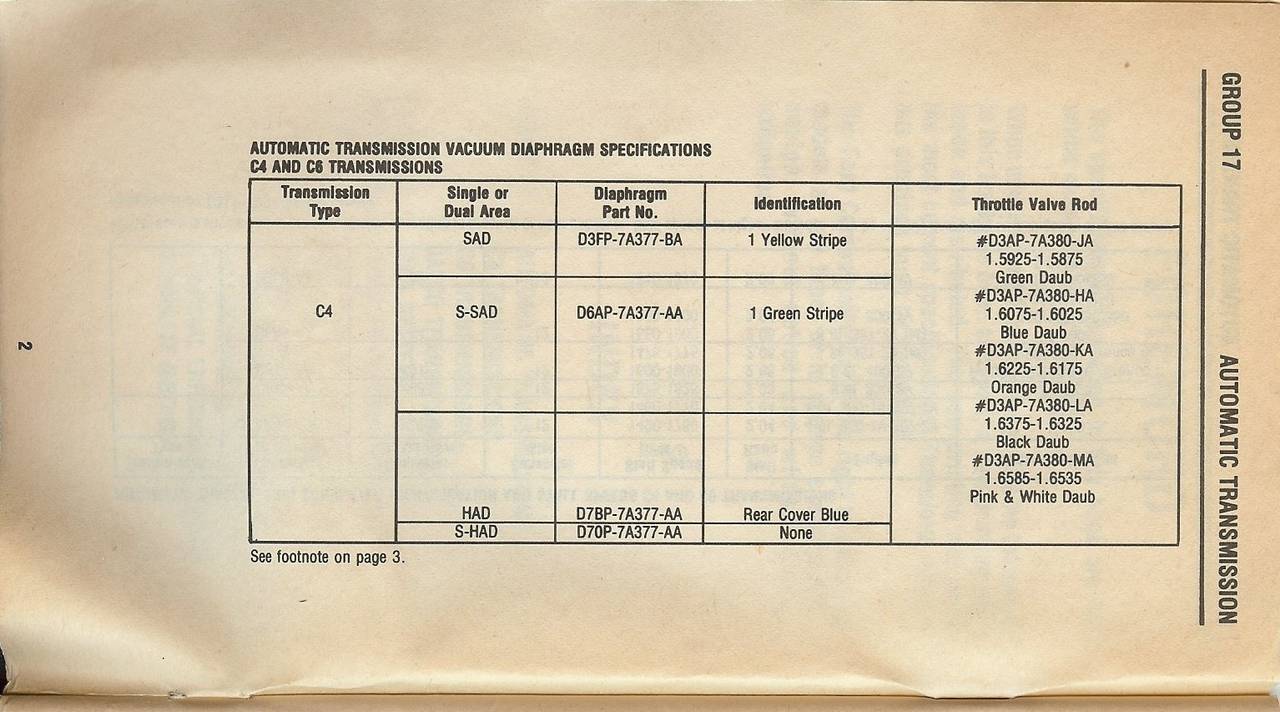 GROUP 17
AUTOMATIC TRANSMISSION
AUTOMATIC TRANSMISSION VACUUM DIAPHRAGM SPECIFICATIONS
C4 AND C6 TRANSMISSIONS
Transmission Type
Single or Dual Area
Diaphragm Part No.
Identification
Throttle Valve Rod
C4
SAD D3FP-7A377-BA 1 Yellow Stripe
S-SAD D6AP-7A377-AA 1 Green Stripe
HAD D7BP-7A377-AA Rear Cover Blue
S-HAD D70P-7A377-AA None
#D3AP-7A380-JA
1.5925-1.5875
Green Daub
#D3AP-7A380-HA
1.6075-1.6025
Blue Daub
#D3AP-7A380-KA
1.6225-1.6175
Orange Daub
#D3AP-7A380-LA
1.6375-1.6325
Black Daub
#D3AP-7A380-MA
1.6585-1.6535
Pink & White Daub
See footnote on page 3.
2